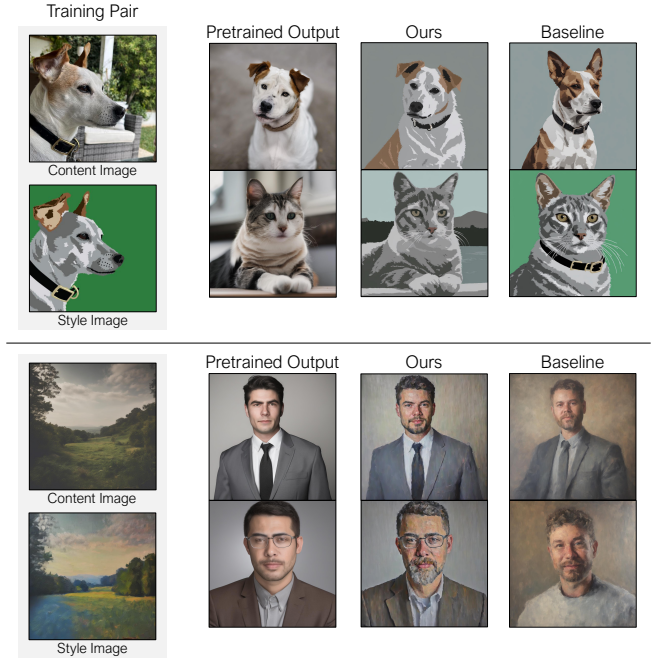 Training Pair
Pretrained Output
Ours
Baseline
Content Image
Style Image
Pretrained Output
Ours
Baseline
Content Image
Style Image